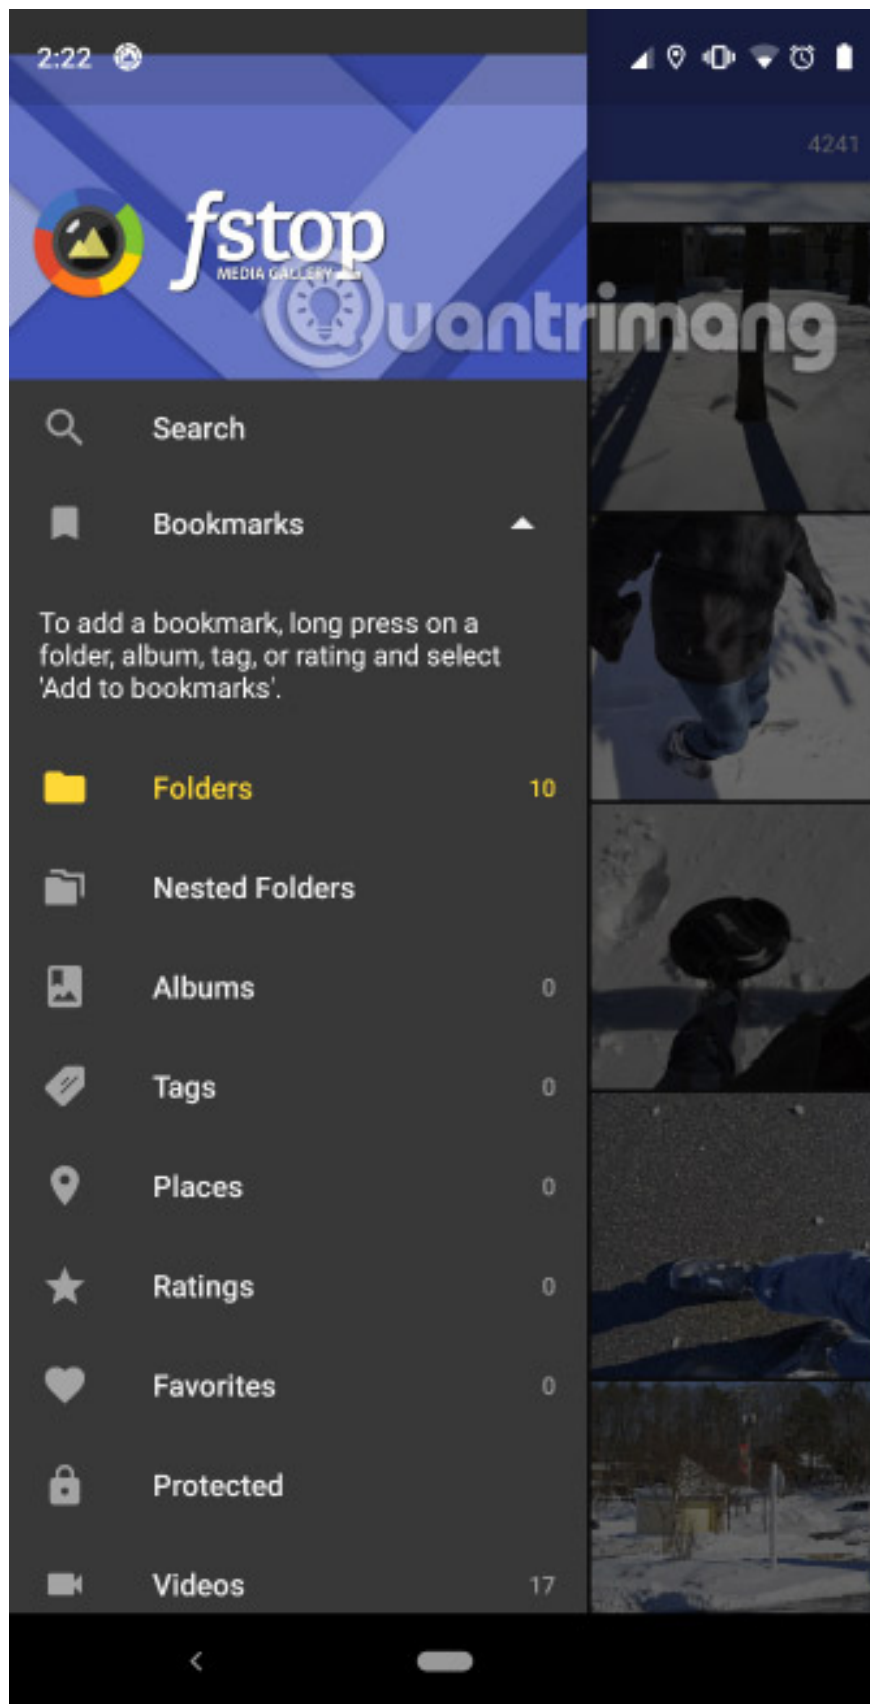 2:22
4241
fstop
MEDIA GALLERY
Quantrimang
Search
Bookmarks
To add a bookmark, long press on a
folder, album, tag, or rating and select
'Add to bookmarks'.
Folders 10
Nested Folders
Albums 0
Tags 0
Places 0
Ratings 0
Favorites 0
Protected
Videos 17